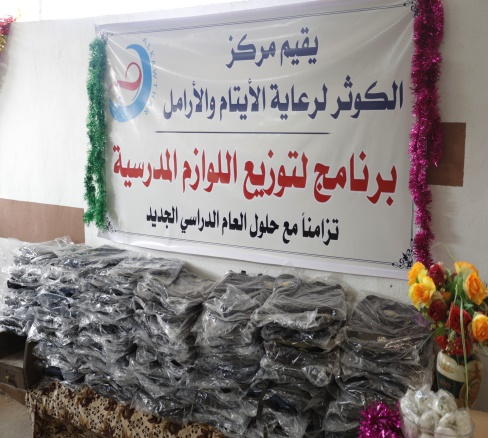 يقيم مركز
الكوثر لرعاية الأيتام والأرامل
برنامج لتوزيع اللوازم المدرسية
تزامناً مع حلول العام الدراسي الجديد